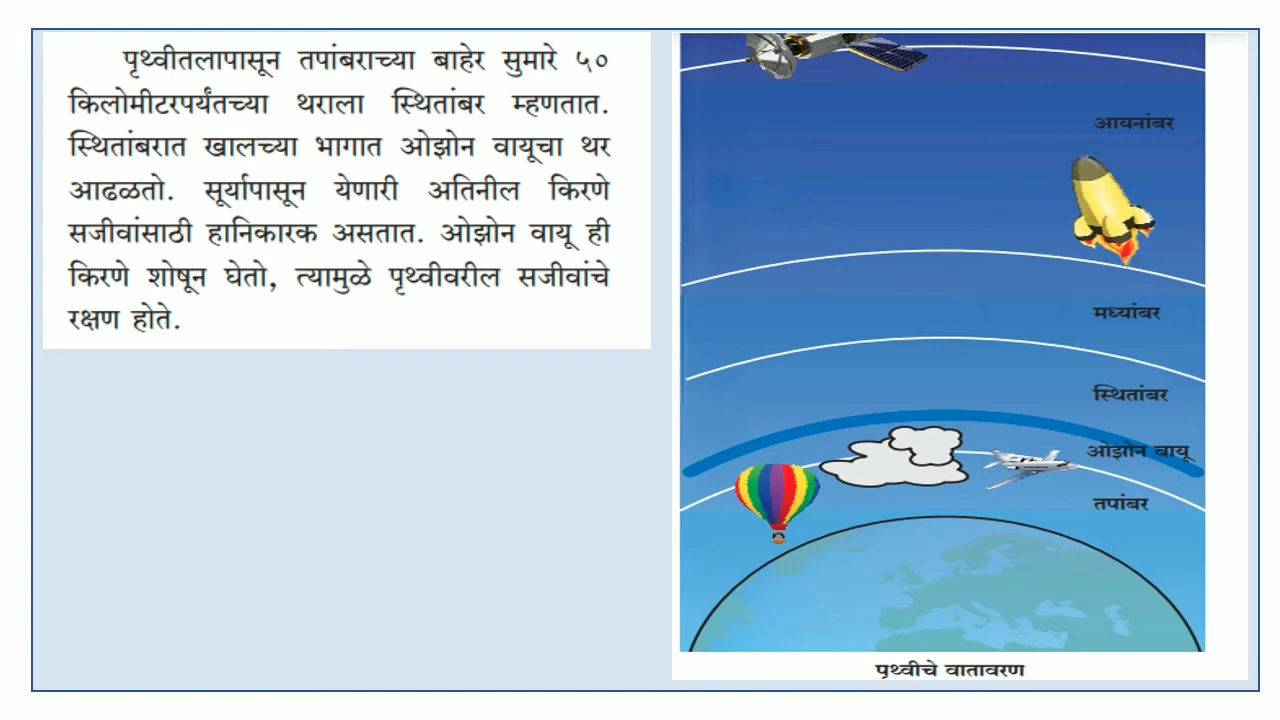 पृथ्वीतलापासून तपांबराच्या बाहेर सुमारे ५०
किलोमीटरपर्यंतच्या थराला स्थितांबर म्हणतात.
स्थितांबरात खालच्या भागात ओझोन वायूचा थर
आढळतो. सूर्यापासून येणारी अतिनील किरणे
सजीवांसाठी हानिकारक असतात. ओझोन वायू ही
किरणे शोषून घेतो, त्यामुळे पृथ्वीवरील सजीवांचे
रक्षण होते.
आयनांबर
मध्यांबर
स्थितांबर
ओझोन वायू
तपांबर
पृथ्वीचे वातावरण